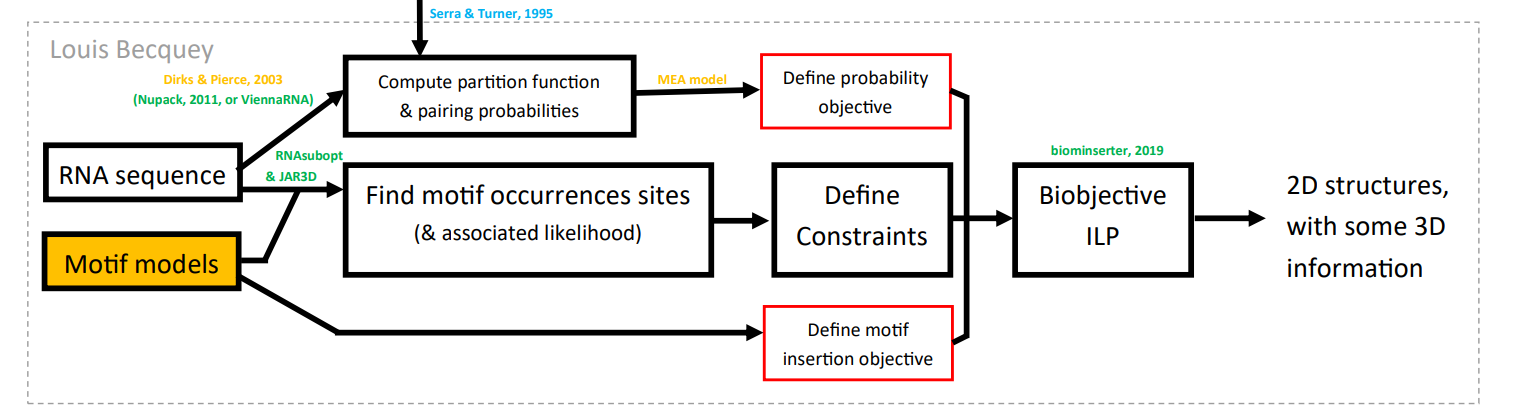 Serra & Turner, 1995
Louis Becquey
Dirks & Pierce, 2003
(Nupack, 2011, or ViennaRNA)
Compute partition function
& pairing probabilities
MEA model
Define probability
objective
RNA sequence
RNAsubopt
& JAR3D
Find motif occurrences sites
(& associated likelihood)
Define
Constraints
biominserter, 2019
Biobjective
ILP
2D structures,
with some 3D
information
Motif models
Define motif
insertion objective